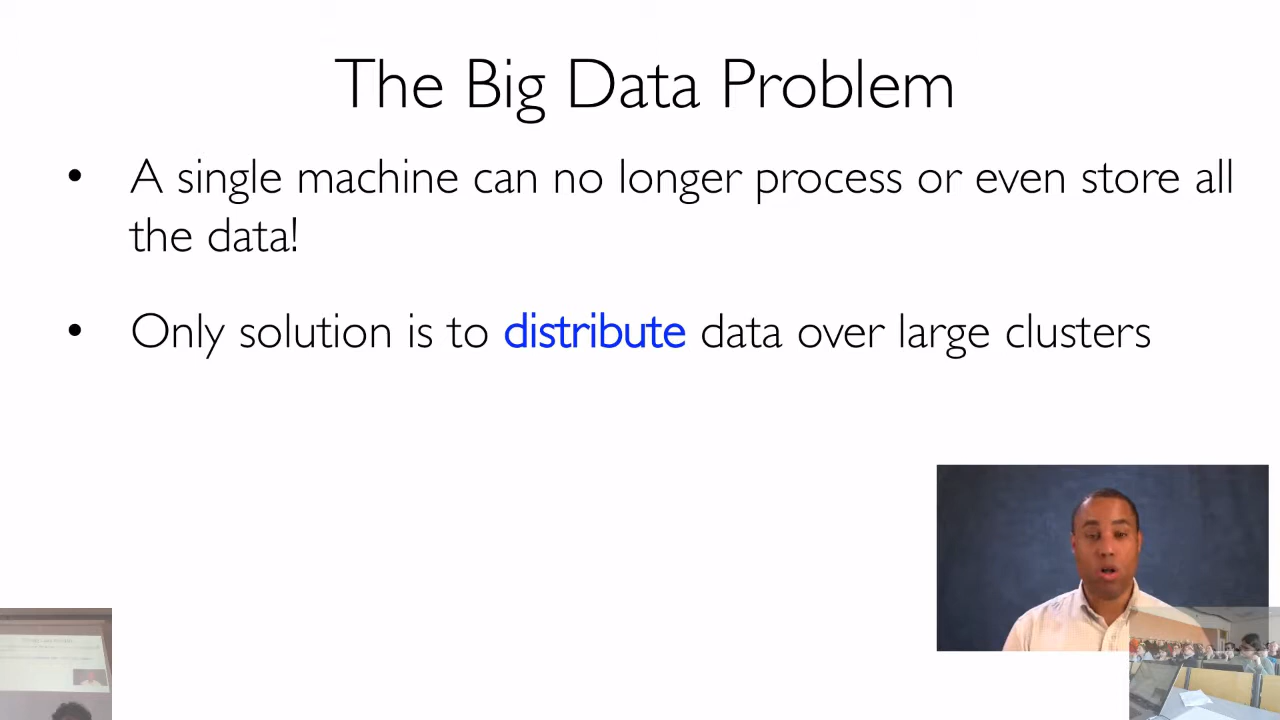 The Big Data Problem
• A single machine can no longer process or even store all
the data!
• Only solution is to distribute data over large clusters